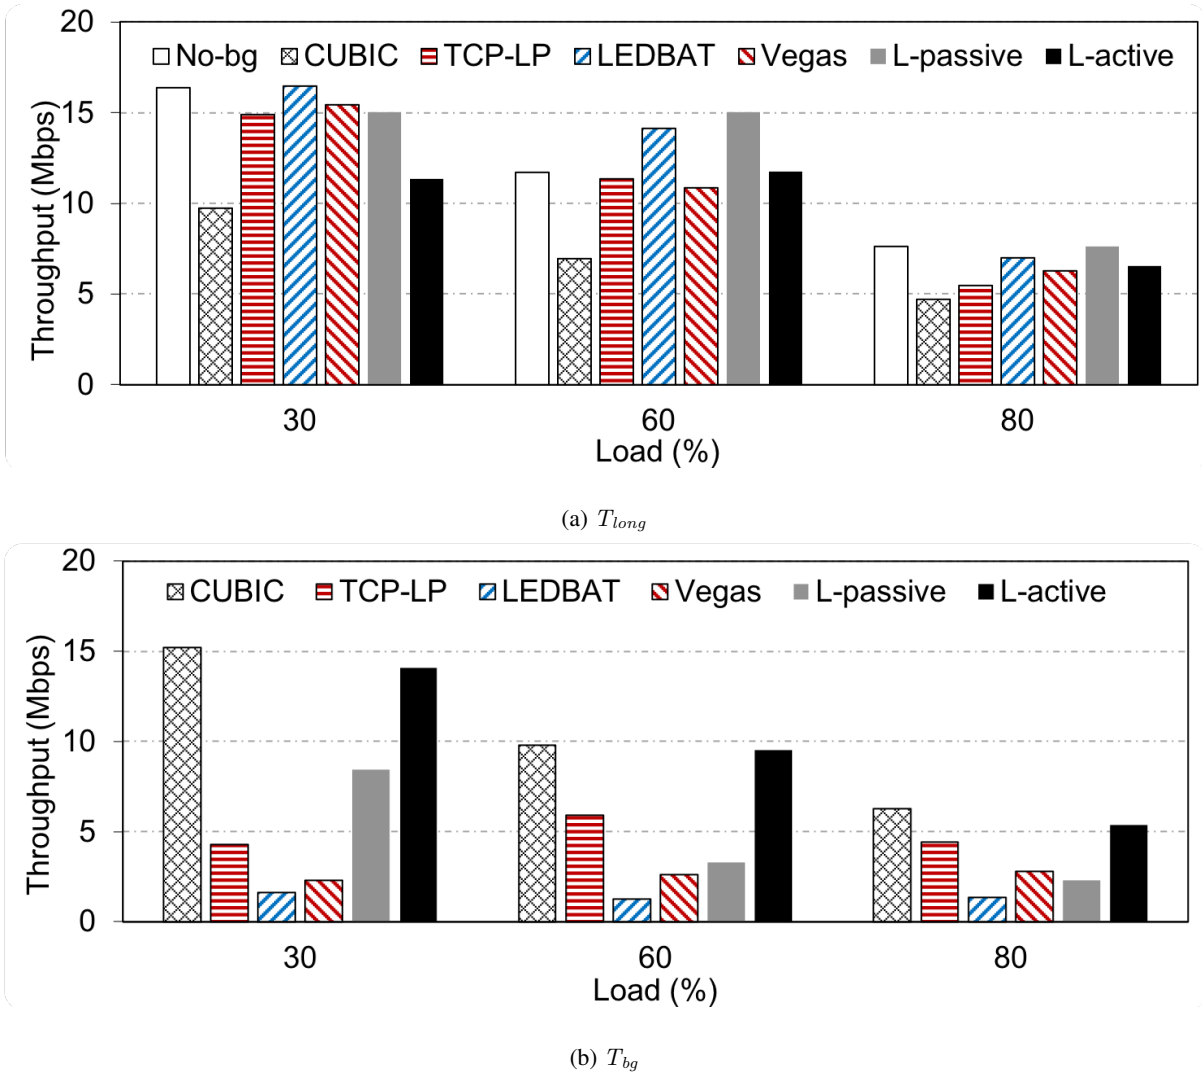 20
No-bg CUBIC TCP-LP LEDBAT Vegas L-passive L-active
15
10
5
0
Throughput (Mbps)
30 60 80
Load (%)
(a) T_long
20
CUBIC TCP-LP LEDBAT Vegas L-passive L-active
15
10
5
0
Throughput (Mbps)
30 60 80
Load (%)
(b) T_bg